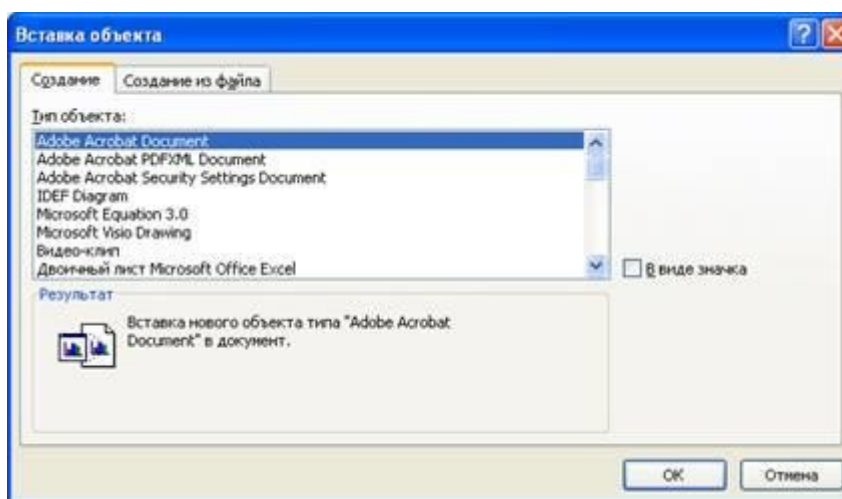 Вставка объекта
Создание
Создание из файла
Тип объекта:
Adobe Acrobat Document
Adobe Acrobat PDFXML Document
Adobe Acrobat Security Settings Document
IDEF Diagram
Microsoft Equation 3.0
Microsoft Visio Drawing
Видео-клип
Двоичный лист Microsoft Office Excel
В виде значка
Результат
Вставка нового объекта типа "Adobe Acrobat
Document" в документ.
ОК
Отмена